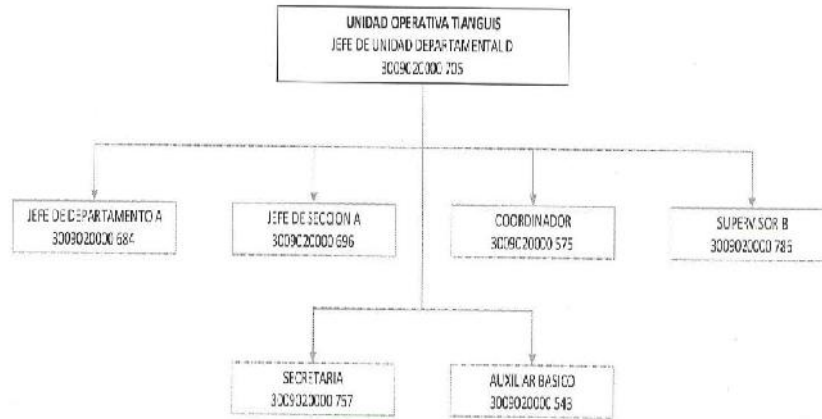 UNIDAD OPERATIVA TIANGUIS
JEFE DE UNIDAD DEPARTAMENTAL D
3009020000 705
JEFE DE DEPARTAMENTO A
3009020000 684
JEFE DE SECCION A
3009020000 696
COORDINADOR
3009020000 575
SUPERVISOR B
3009020000 785
SECRETARIA
3009020000 757
AUXILIAR BASICO
3009020000 543